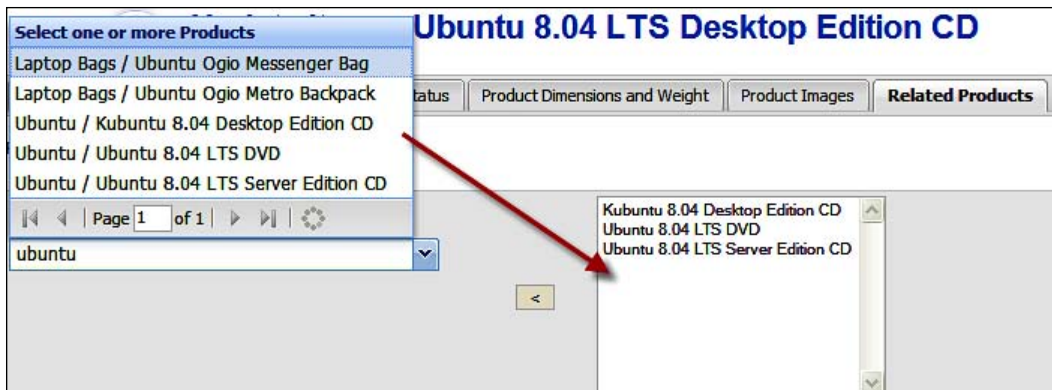 Ubuntu 8.04 LTS Desktop Edition CD
Select one or more Products
Laptop Bags / Ubuntu Ogio Messenger Bag
Laptop Bags / Ubuntu Ogio Metro Backpack
Ubuntu / Kubuntu 8.04 Desktop Edition CD
Ubuntu / Ubuntu 8.04 LTS DVD
Ubuntu / Ubuntu 8.04 LTS Server Edition CD
Page 1 of 1
ubuntu
tatus
Product Dimensions and Weight
Product Images
Related Products
<
Kubuntu 8.04 Desktop Edition CD
Ubuntu 8.04 LTS DVD
Ubuntu 8.04 LTS Server Edition CD